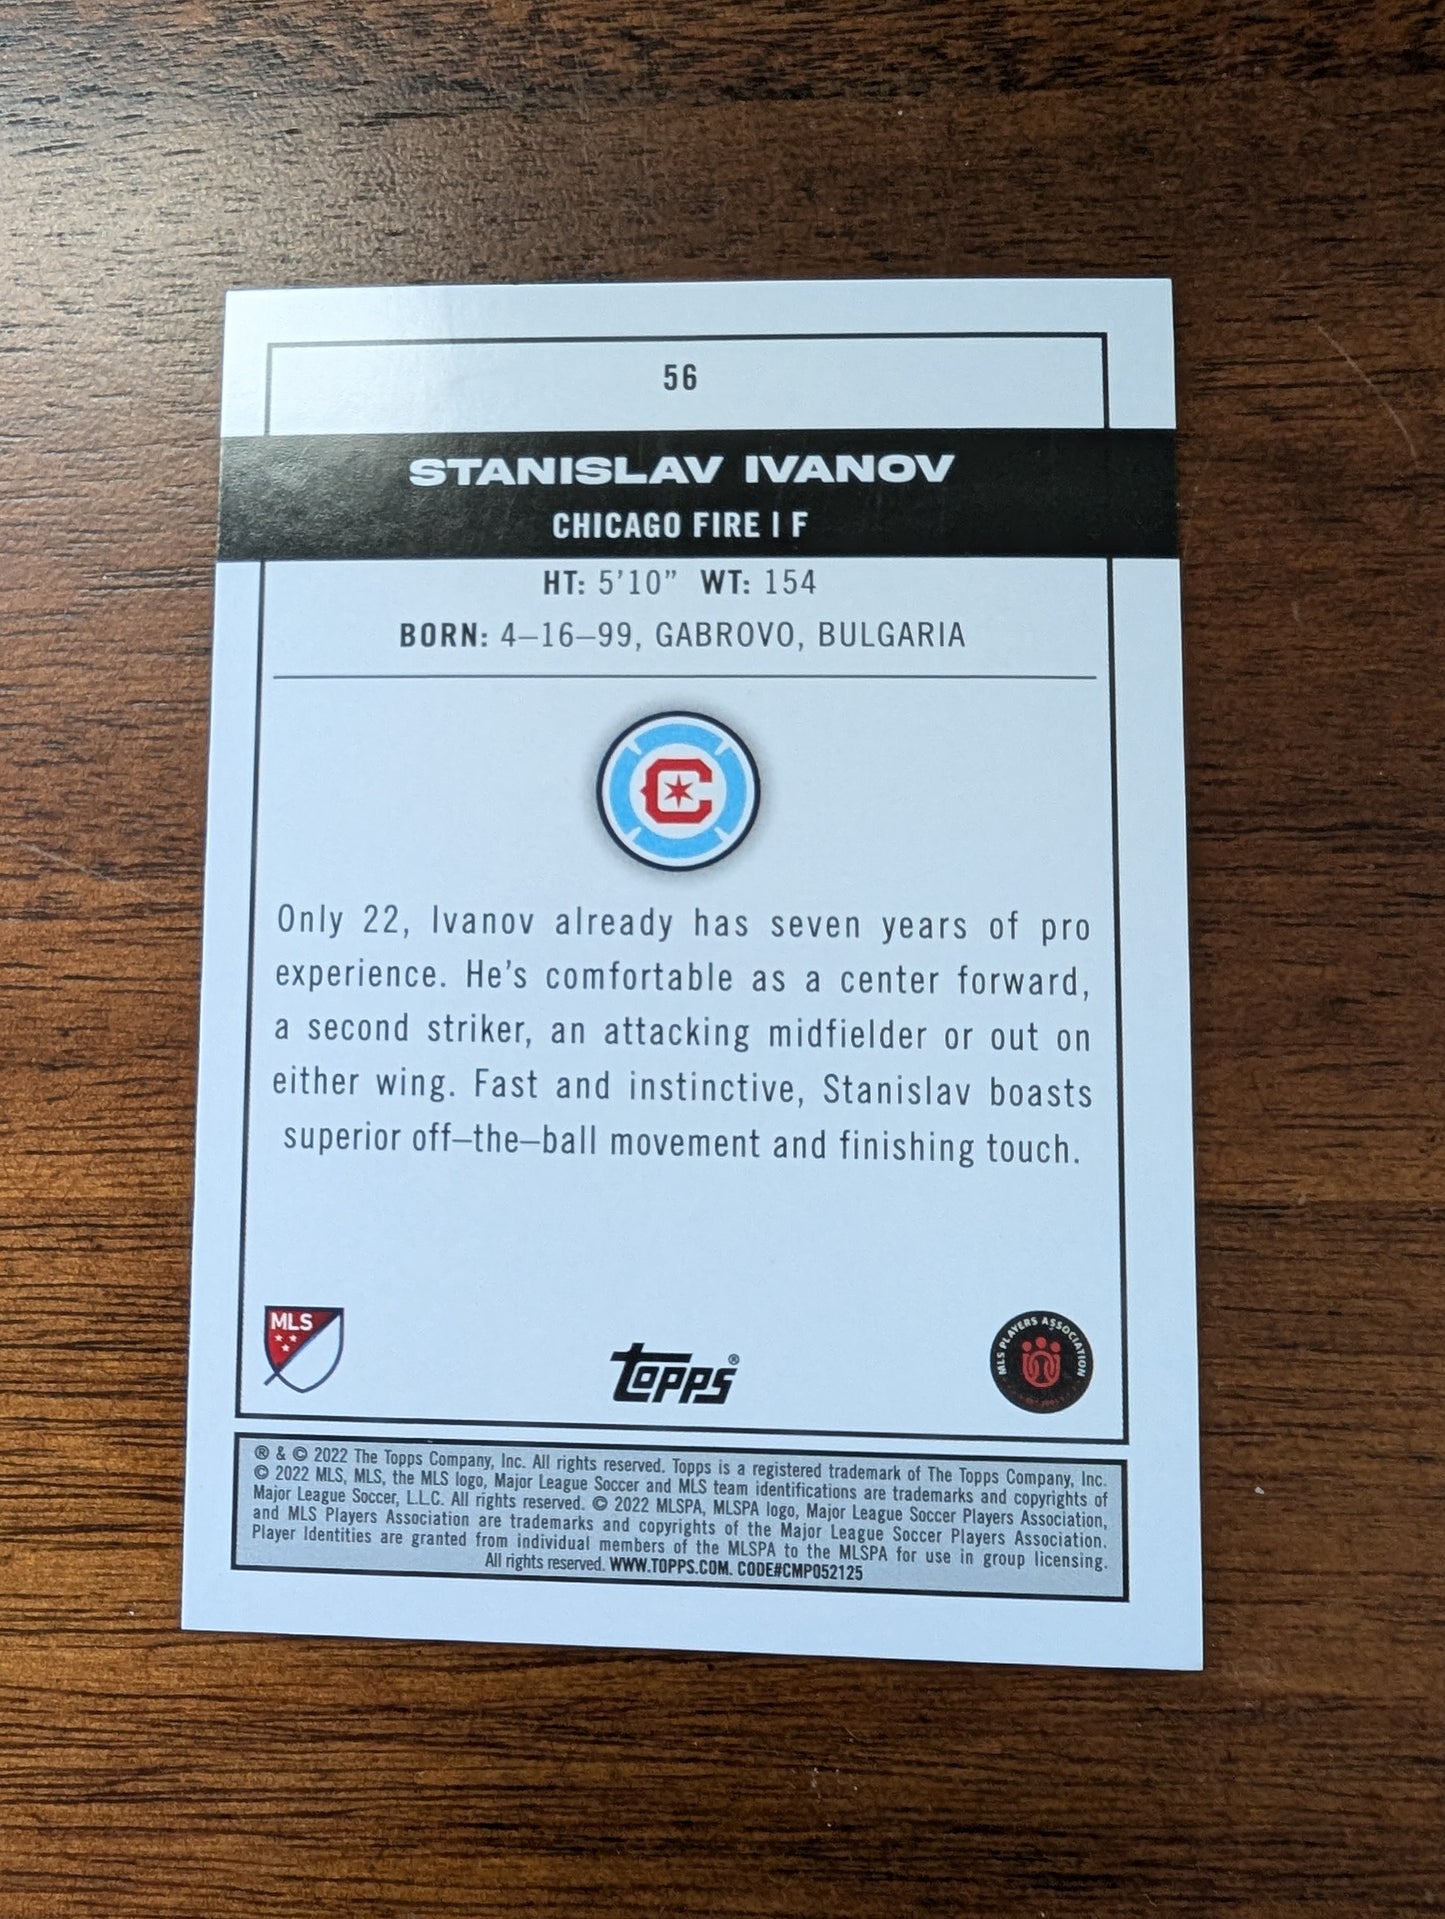 56
STANISLAV IVANOV
CHICAGO FIRE | F
HT: 5'10" WT: 154
BORN: 4–16–99, GABROVO, BULGARIA
C
Only 22, Ivanov already has seven years of pro
experience. He's comfortable as a center forward,
a second striker, an attacking midfielder or out on
either wing. Fast and instinctive, Stanislav boasts
superior off–the–ball movement and finishing touch.
MLS
Topps®
MLS PLAYERS ASSOCIATION
® & © 2022 The Topps Company, Inc. All rights reserved. Topps is a registered trademark of The Topps Company, Inc.
© 2022 MLS, MLS, the MLS logo, Major League Soccer and MLS team identifications are trademarks and copyrights of
Major League Soccer, L.L.C. All rights reserved. © 2022 MLSPA, MLSPA logo, Major League Soccer Players Association,
and MLS Players Association are trademarks and copyrights of the Major League Soccer Players Association.
Player Identities are granted from individual members of the MLSPA to the MLSPA for use in group licensing.
All rights reserved. WWW.TOPPS.COM. CODE#CMP052125